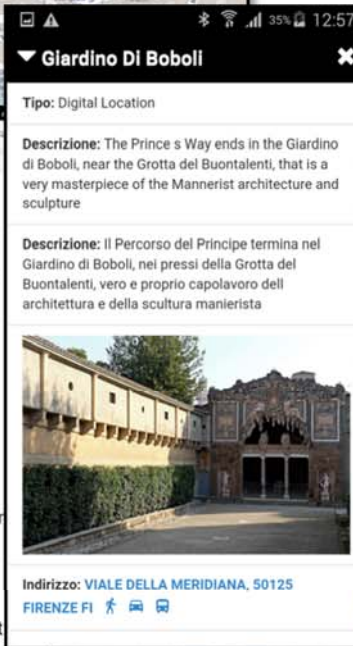 35% 12:57
Giardino Di Boboli
Tipo: Digital Location
Descrizione: The Prince s Way ends in the Giardino
di Boboli, near the Grotta del Buontalenti, that is a
very masterpiece of the Mannerist architecture and
sculpture
Descrizione: Il Percorso del Principe termina nel
Giardino di Boboli, nei pressi della Grotta del
Buontalenti, vero e proprio capolavoro dell
architettura e della scultura manierista
Indirizzo: VIALE DELLA MERIDIANA, 50125
FIRENZE FI